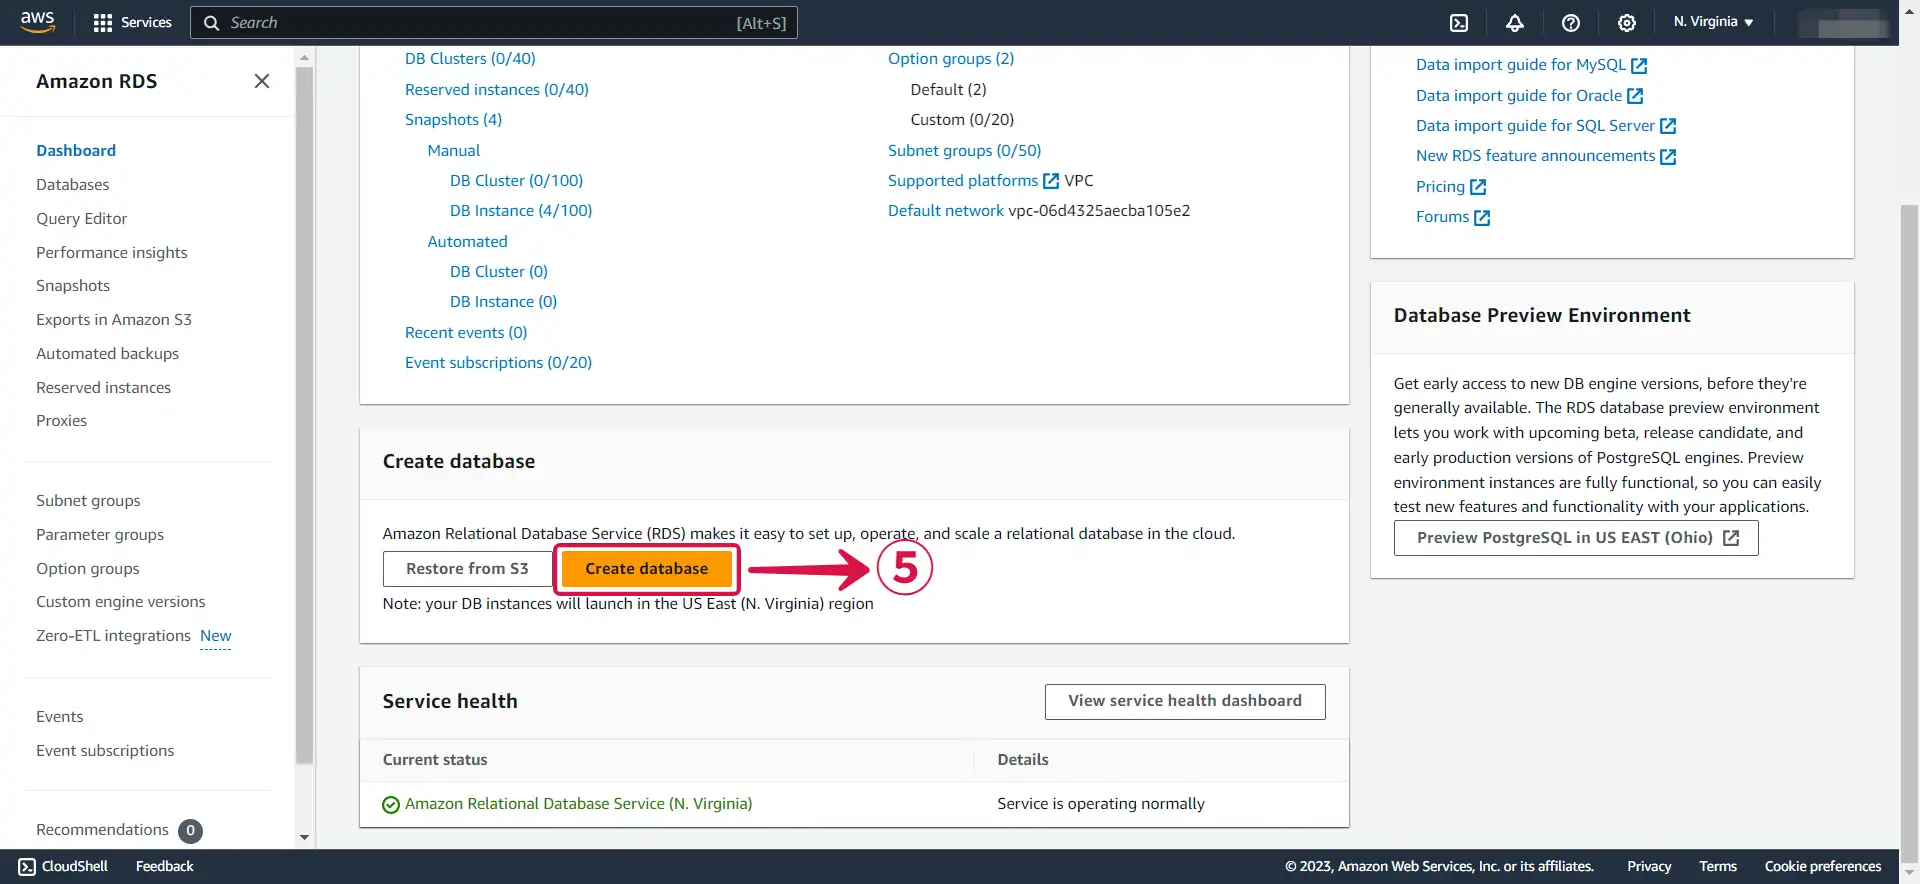 aws
Services
Search
[Alt+S]
N. Virginia
Amazon RDS
Dashboard
Databases
Query Editor
Performance insights
Snapshots
Exports in Amazon S3
Automated backups
Reserved instances
Proxies
Subnet groups
Parameter groups
Option groups
Custom engine versions
Zero-ETL integrations New
Events
Event subscriptions
Recommendations 0
DB Clusters (0/40)
Reserved instances (0/40)
Snapshots (4)
Manual
DB Cluster (0/100)
DB Instance (4/100)
Automated
DB Cluster (0)
DB Instance (0)
Recent events (0)
Event subscriptions (0/20)
Option groups (2)
Default (2)
Custom (0/20)
Subnet groups (0/50)
Supported platforms VPC
Default network vpc-06d4325aecba105e2
Create database
Amazon Relational Database Service (RDS) makes it easy to set up, operate, and scale a relational database in the cloud.
Restore from S3
Create database
5
Note: your DB instances will launch in the US East (N. Virginia) region
Service health
View service health dashboard
Current status
Details
Amazon Relational Database Service (N. Virginia)
Service is operating normally
Data import guide for MySQL
Data import guide for Oracle
Data import guide for SQL Server
New RDS feature announcements
Pricing
Forums
Database Preview Environment
Get early access to new DB engine versions, before they're
generally available. The RDS database preview environment
lets you work with upcoming beta, release candidate, and
early production versions of PostgreSQL engines. Preview
environment instances are fully functional, so you can easily
test new features and functionality with your applications.
Preview PostgreSQL in US EAST (Ohio)
CloudShell
Feedback
© 2023, Amazon Web Services, Inc. or its affiliates.
Privacy
Terms
Cookie preferences